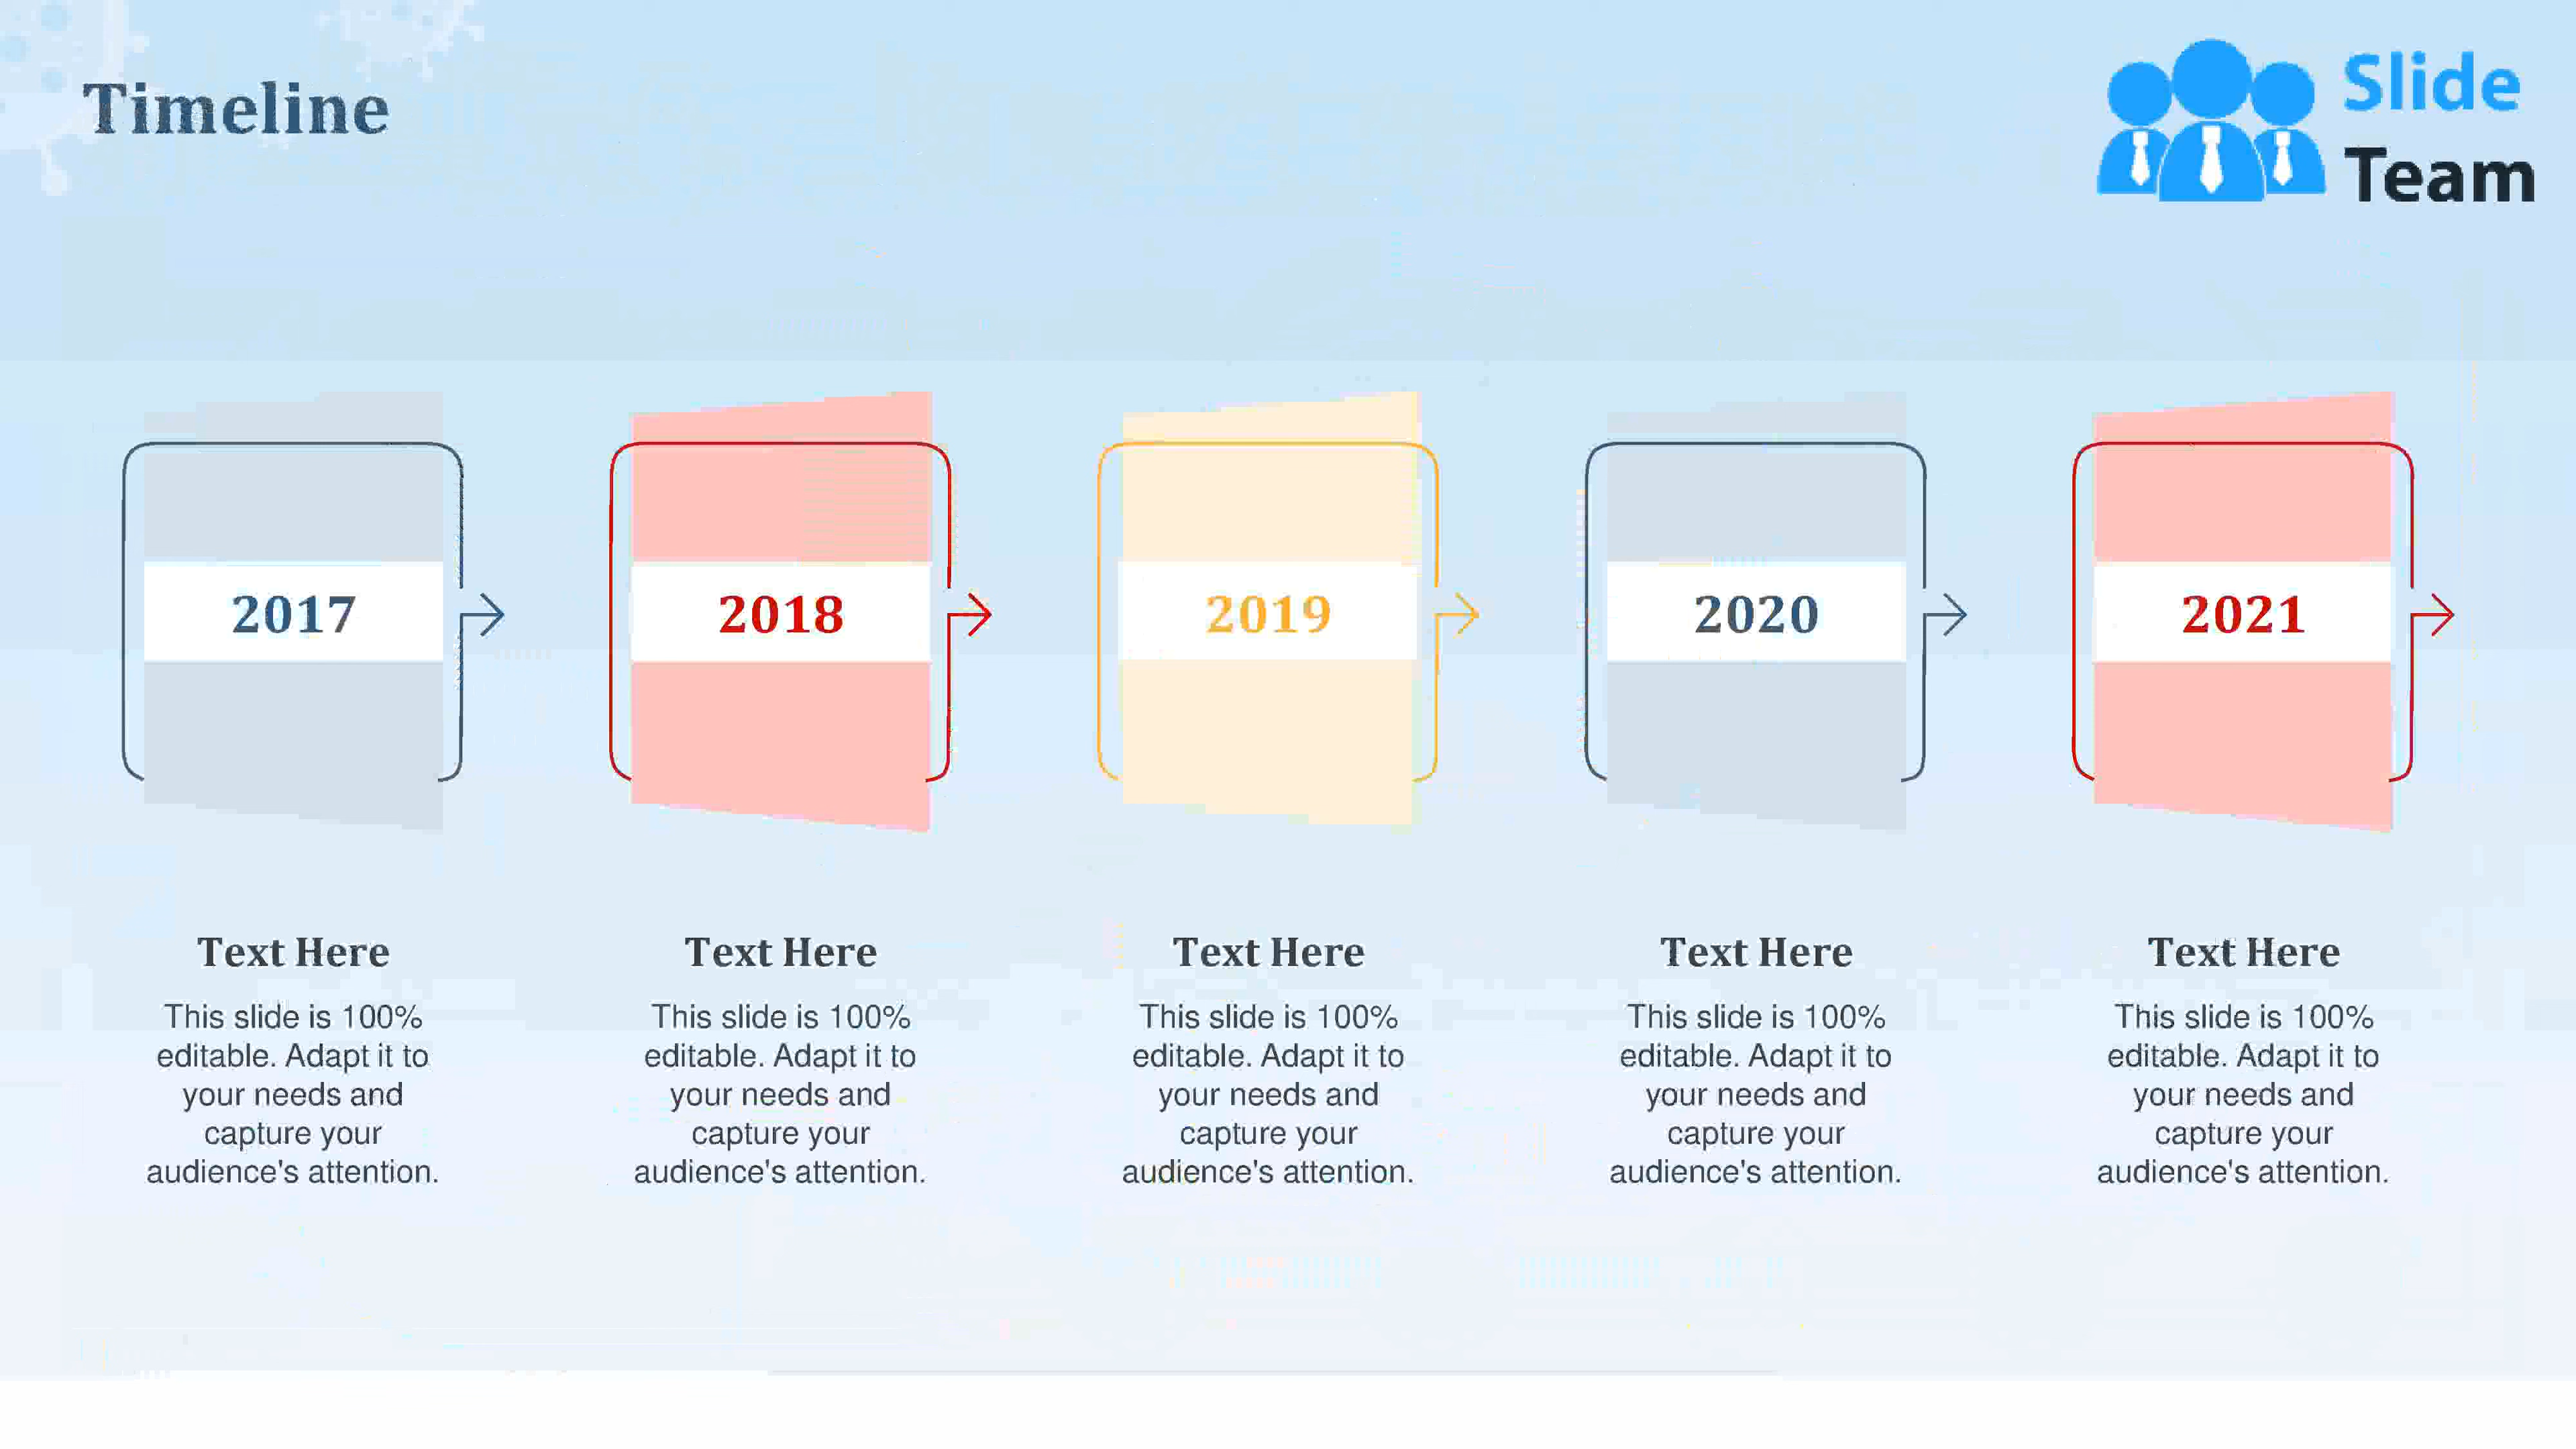 Timeline
Slide
Team
2017
2018
2019
2020
2021
Text Here
This slide is 100%
editable. Adapt it to
your needs and
capture your
audience's attention.
Text Here
This slide is 100%
editable. Adapt it to
your needs and
capture your
audience's attention.
Text Here
This slide is 100%
editable. Adapt it to
your needs and
capture your
audience's attention.
Text Here
This slide is 100%
editable. Adapt it to
your needs and
capture your
audience's attention.
Text Here
This slide is 100%
editable. Adapt it to
your needs and
capture your
audience's attention.